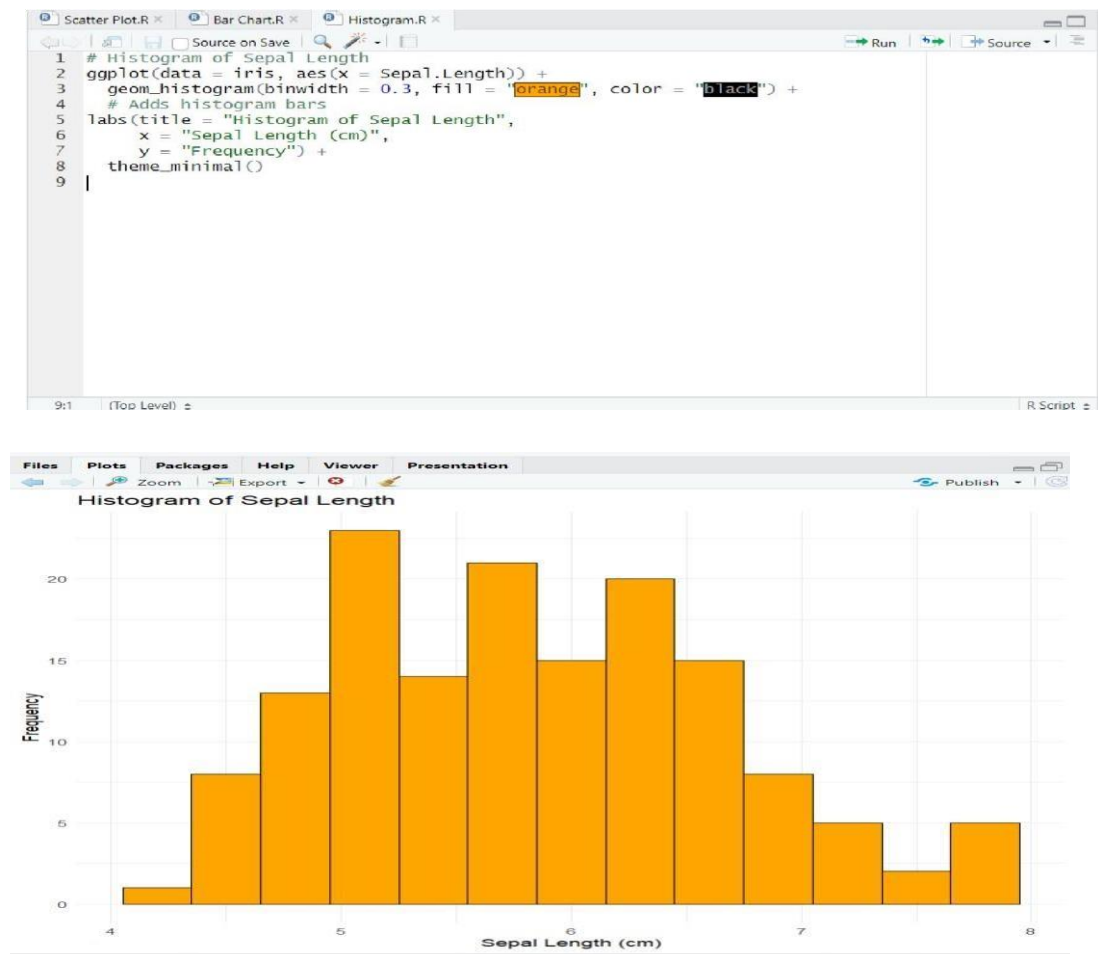 Scatter Plot.R × Bar Chart.R × Histogram.R ×
Source on Save Run Source
1 # Histogram of Sepal Length
2 ggplot(data = iris, aes(x = Sepal.Length)) +
3 geom_histogram(binwidth = 0.3, fill = "orange", color = "black") +
4 # Adds histogram bars
5 labs(title = "Histogram of Sepal Length",
6 x = "Sepal Length (cm)",
7 y = "Frequency") +
8 theme_minimal()
9
9:1 (Top Level) R Script
Files Plots Packages Help Viewer Presentation
Zoom Export Publish
Histogram of Sepal Length
20
15
Frequency
10
5
0
4 5 6 7 8
Sepal Length (cm)